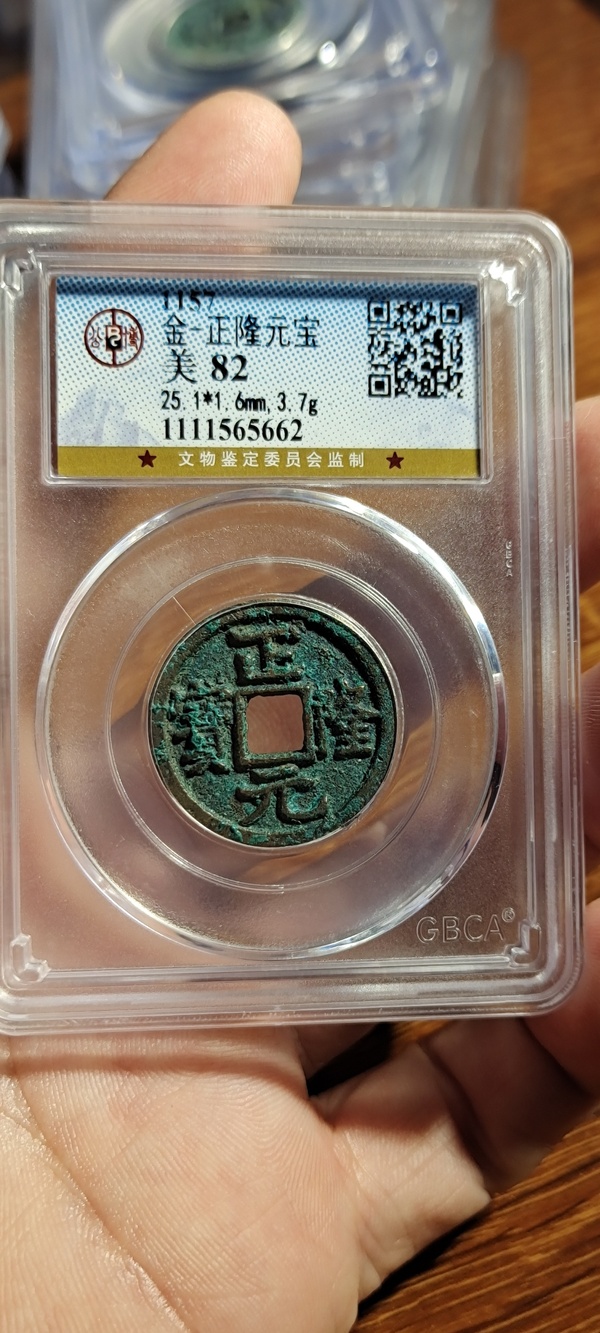 1157
金-正隆元宝
美 82
25.1*1.6mm,3.7g
1111565662
★ 文物鉴定委员会监制 ★
正
隆
元
寳
GBCA®